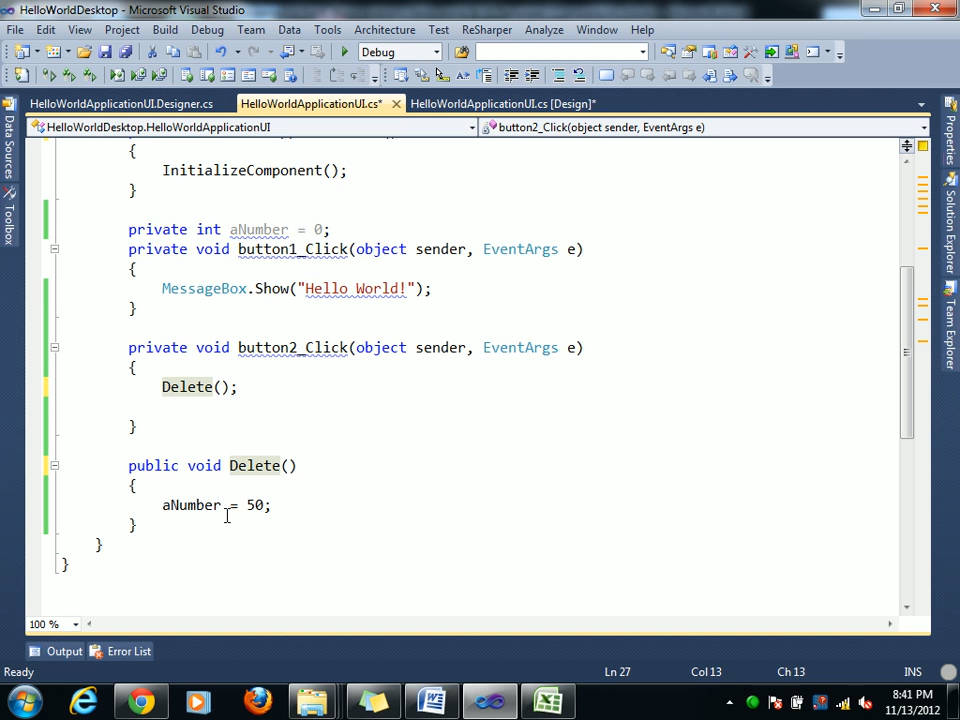 HelloWorldDesktop - Microsoft Visual Studio
File Edit View Project Build Debug Team Data Tools Architecture Test ReSharper Analyze Window Help
Debug
HelloWorldApplicationUI.Designer.cs HelloWorldApplicationUI.cs* HelloWorldApplicationUI.cs [Design]*
HelloWorldDesktop.HelloWorldApplicationUI button2_Click(object sender, EventArgs e)
Data Sources
Toolbox
{
InitializeComponent();
}
private int aNumber = 0;
private void button1_Click(object sender, EventArgs e)
{
MessageBox.Show("Hello World!");
}
private void button2_Click(object sender, EventArgs e)
{
Delete();
}
public void Delete()
{
aNumber = 50;
}
}
}
Properties
Solution Explorer
Team Explorer
100 %
Output Error List
Ready Ln 27 Col 13 Ch 13 INS
8:41 PM
11/13/2012